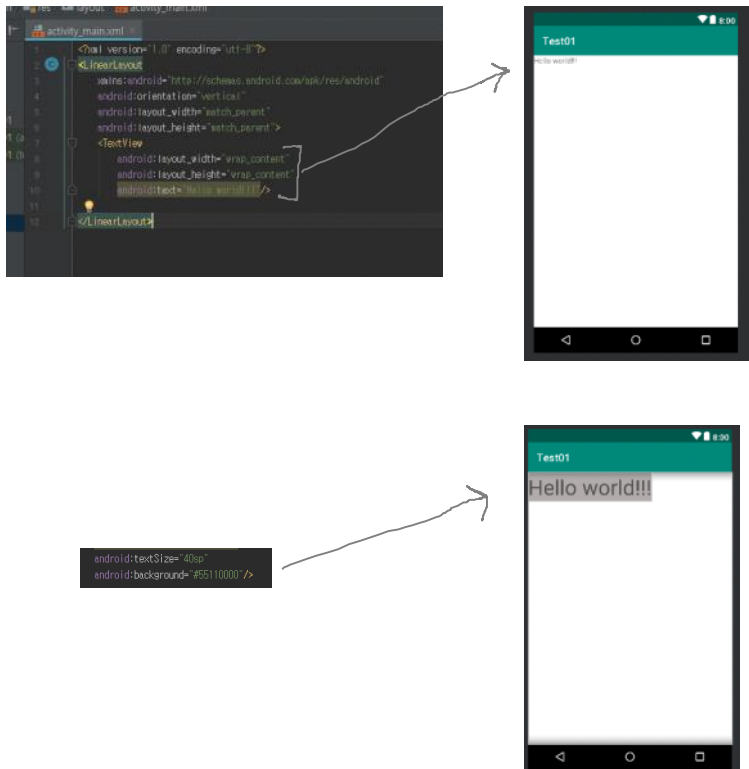 res layout activity_main.xml
activity_main.xml
1 <?xml version="1.0" encoding="utf-8"?>
2 <LinearLayout
3 xmlns:android="http://schemas.android.com/apk/res/android"
4 android:orientation="vertical"
5 android:layout_width="match_parent"
6 android:layout_height="match_parent">
7 <TextView
8 android:layout_width="wrap_content"
9 android:layout_height="wrap_content"
10 android:text="Hello world!!!"/>
11
12 </LinearLayout>
8:00
Test01
Hello world!!!
android:textSize="40sp"
android:background="#55110000"/>
8:00
Test01
Hello world!!!